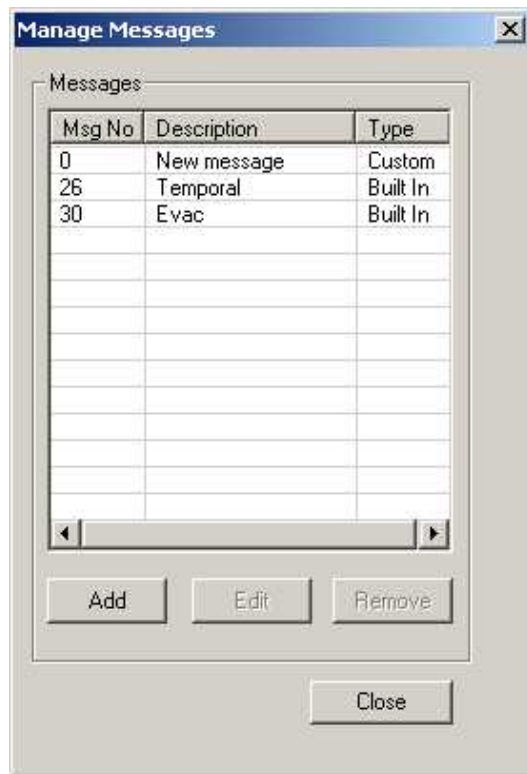 Manage Messages
Messages
Msg No Description Type
0 New message Custom
26 Temporal Built In
30 Evac Built In
Add Edit Remove
Close